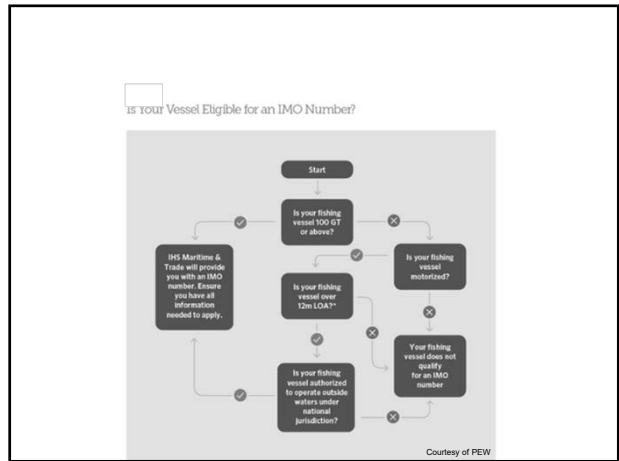 Is Your Vessel Eligible for an IMO Number?
Start
Is your fishing
vessel 100 GT
or above?
IHS Maritime &
Trade will provide
you with an IMO
number. Ensure
you have all
information
needed to apply.
Is your fishing
vessel over
12m LOA?*
Is your fishing
vessel
motorized?
Your fishing
vessel does not
qualify
for an IMO
number
Is your fishing
vessel authorized
to operate outside
waters under
national
jurisdiction?
Courtesy of PEW